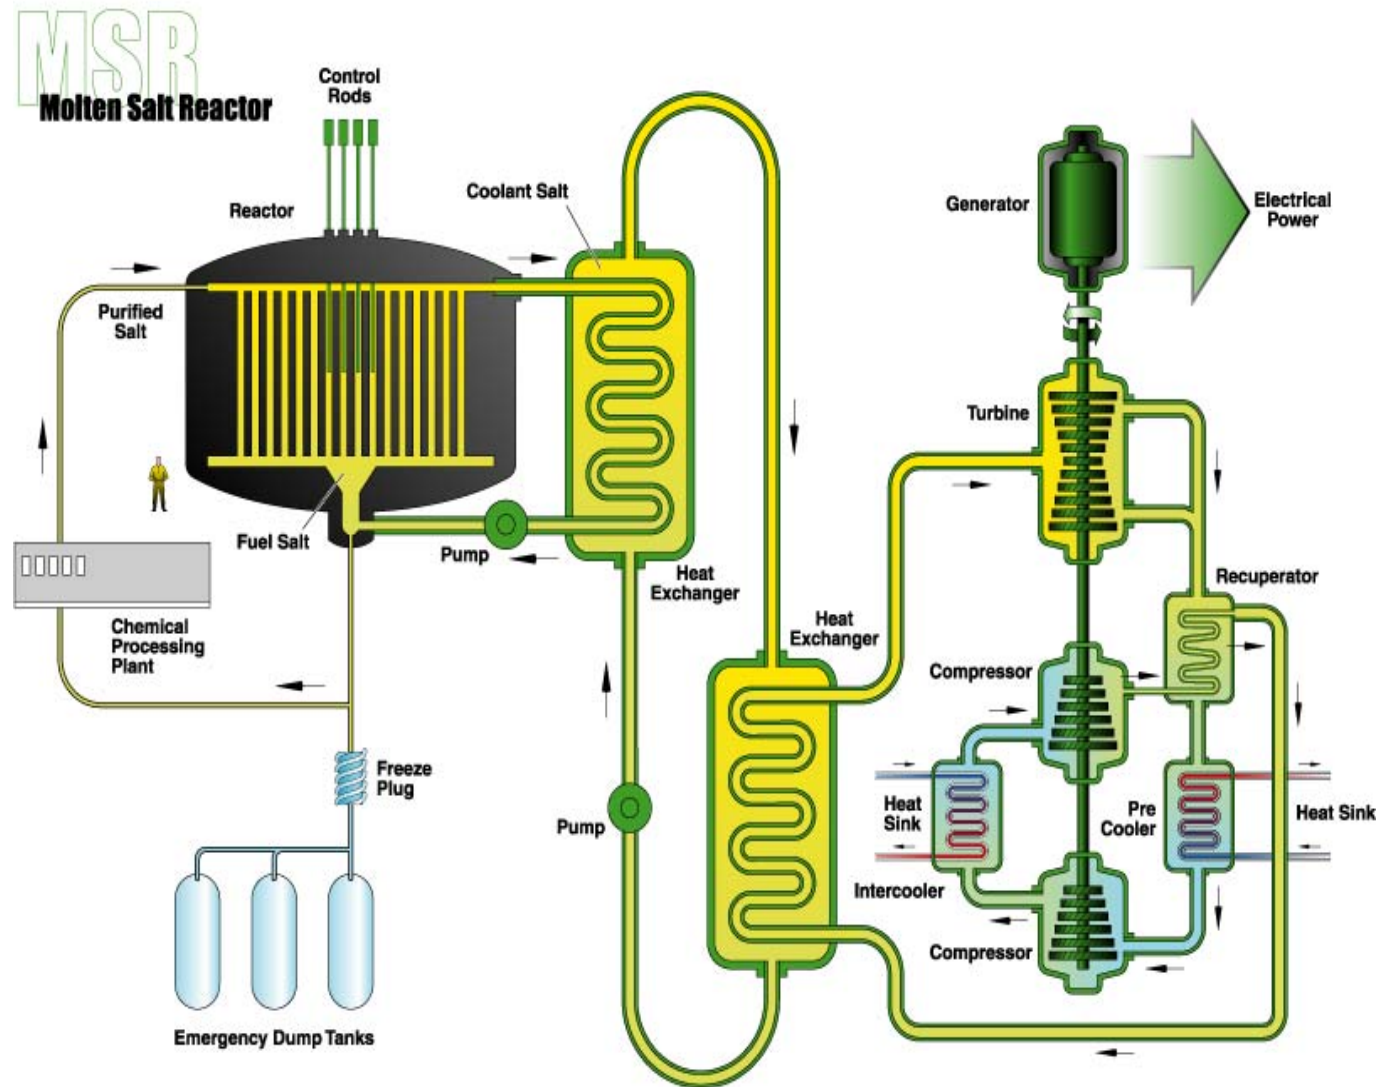 MSR
Molten Salt Reactor
Control
Rods
Reactor
Coolant Salt
Generator
Electrical
Power
Purified
Salt
Turbine
Fuel Salt
Pump
Heat
Exchanger
Recuperator
Chemical
Processing
Plant
Heat
Exchanger
Compressor
Freeze
Plug
Pump
Heat
Sink
Pre
Cooler
Heat Sink
Intercooler
Compressor
Emergency Dump Tanks